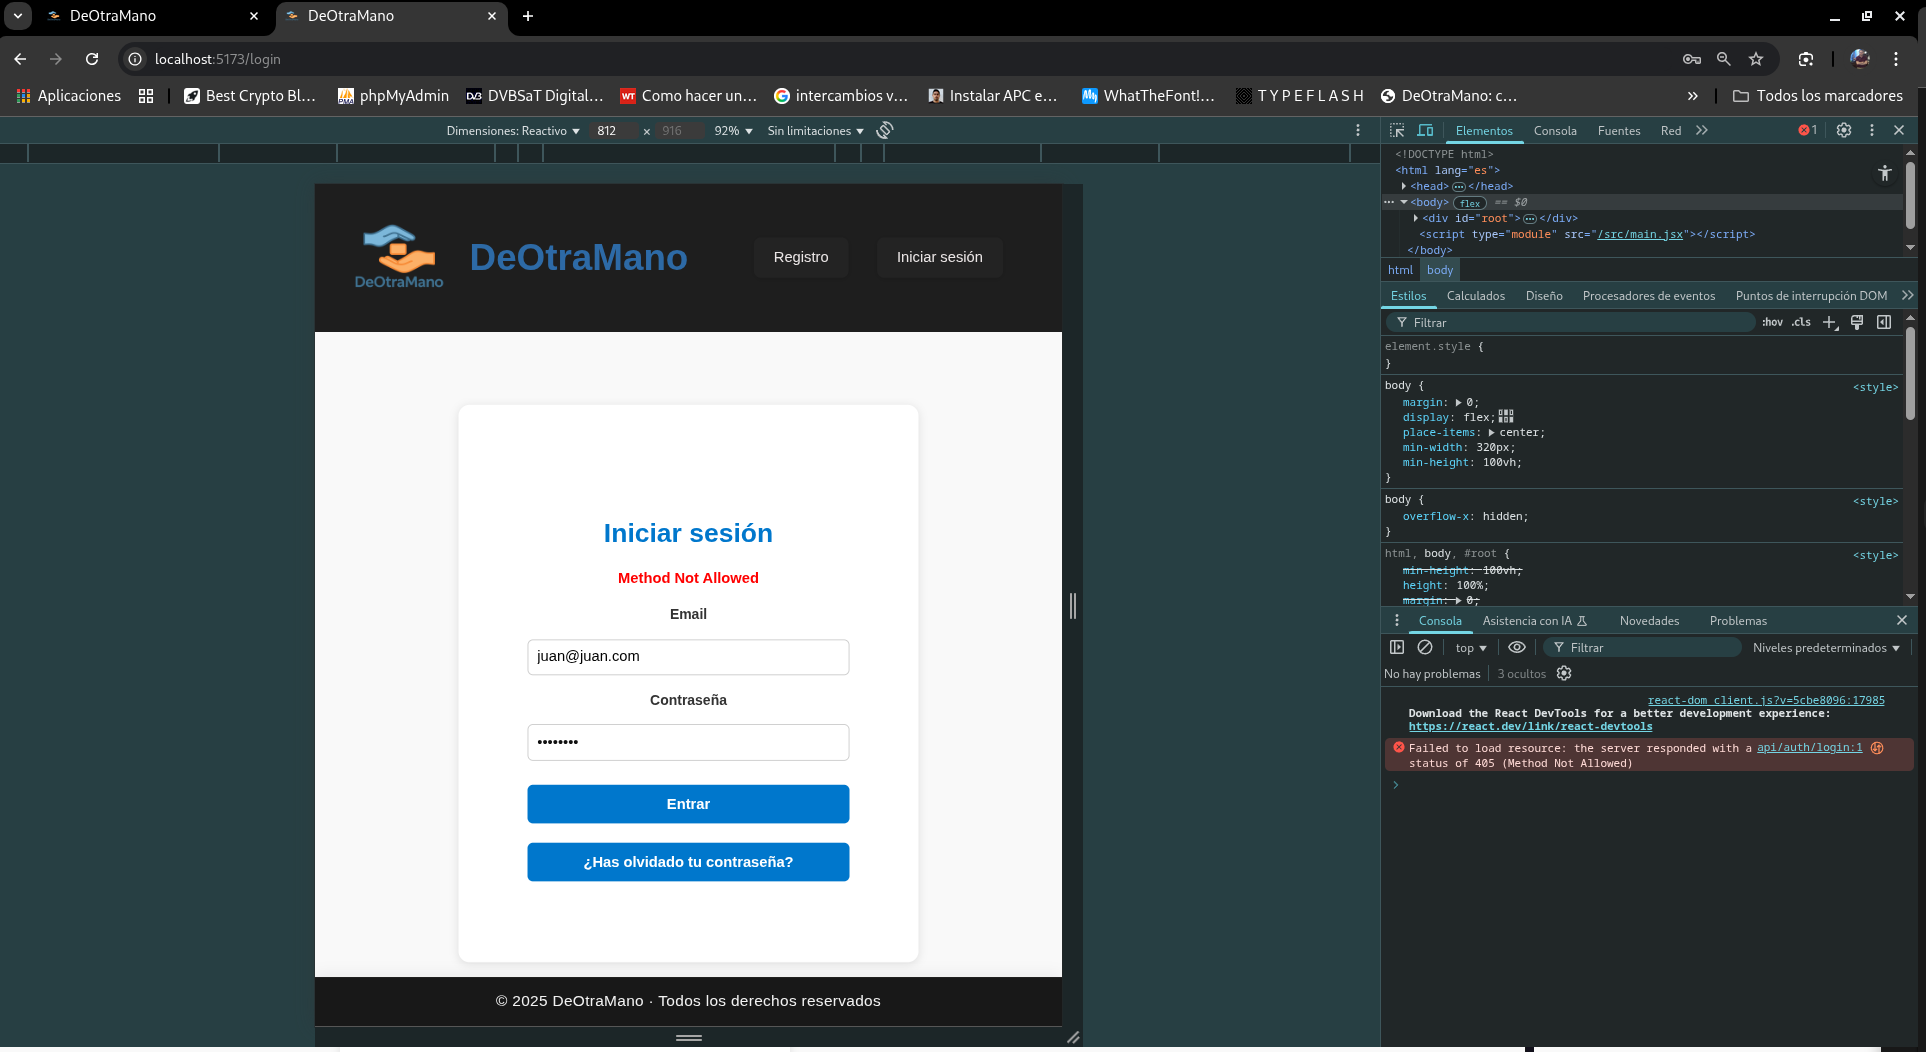 DeOtraMano
DeOtraMano
localhost:5173/login
Aplicaciones
Best Crypto Bl...
phpMyAdmin
DVBSaT Digital...
Como hacer un...
intercambios v...
Instalar APC e...
WhatTheFont!...
T Y P E F L A S H
DeOtraMano: c...
Todos los marcadores
Dimensiones: Reactivo 812 × 916 92% Sin limitaciones
DeOtraMano
DeOtraMano
Registro
Iniciar sesión
Iniciar sesión
Method Not Allowed
Email
juan@juan.com
Contraseña
••••••••
Entrar
¿Has olvidado tu contraseña?
© 2025 DeOtraMano · Todos los derechos reservados
Elementos Consola Fuentes Red 1
<!DOCTYPE html>
<html lang="es">
<head> ••• </head>
••• <body> flex == $0
<div id="root"> ••• </div>
<script type="module" src="/src/main.jsx"></script>
</body>
html body
Estilos Calculados Diseño Procesadores de eventos Puntos de interrupción DOM
Filtrar :hov .cls
element.style {
}
body { <style>
margin: 0;
display: flex;
place-items: center;
min-width: 320px;
min-height: 100vh;
}
body { <style>
overflow-x: hidden;
}
html, body, #root { <style>
min-height: 100vh;
height: 100%;
margin: 0;
Consola Asistencia con IA Novedades Problemas
top Filtrar Niveles predeterminados
No hay problemas 3 ocultos
react-dom_client.js?v=5cbe8096:17985
Download the React DevTools for a better development experience:
https://react.dev/link/react-devtools
Failed to load resource: the server responded with a api/auth/login:1
status of 405 (Method Not Allowed)